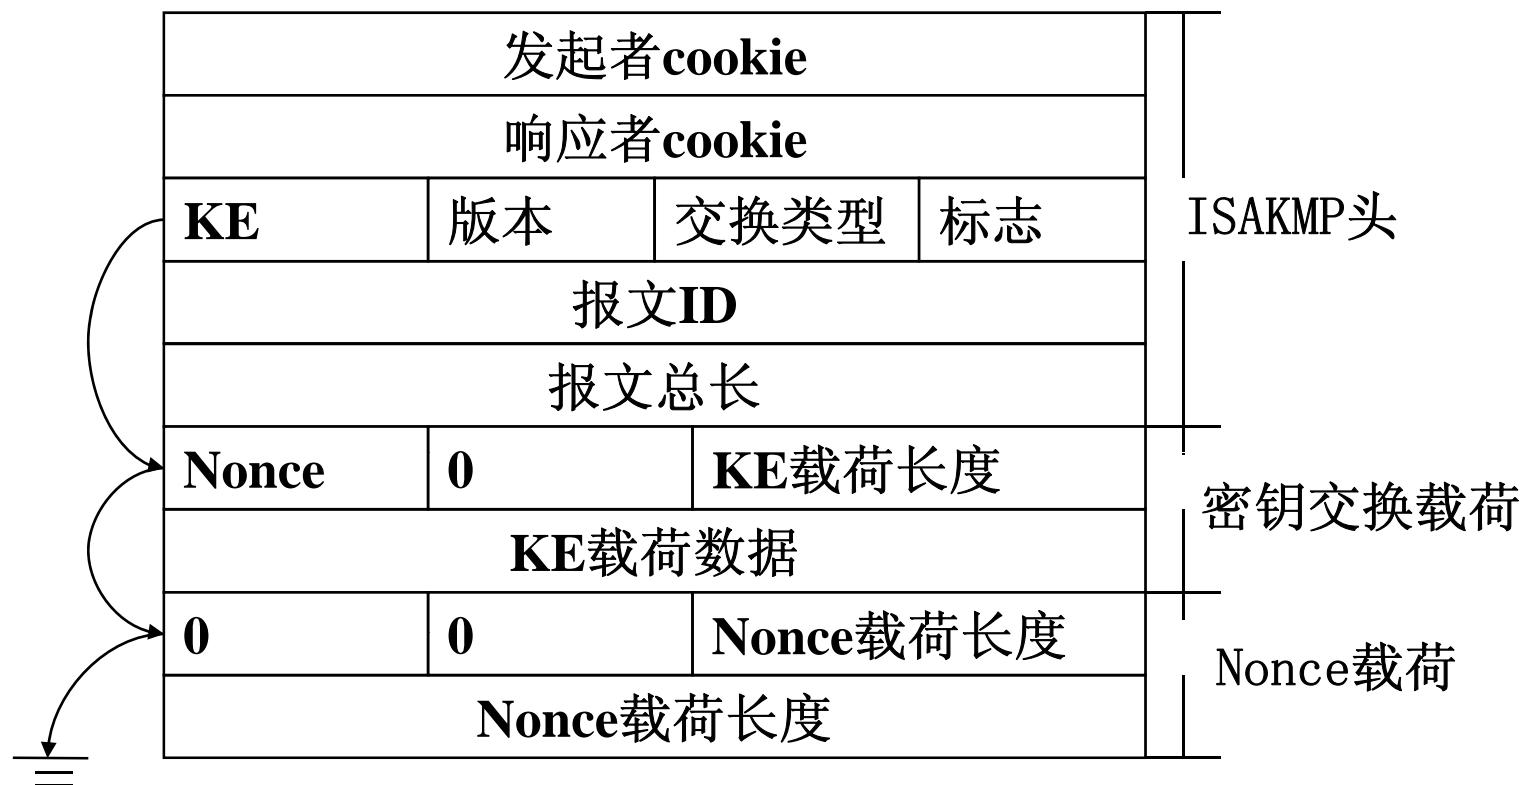 发起者cookie
响应者cookie
KE 版本 交换类型 标志
ISAKMP头
报文ID
报文总长
Nonce 0 KE载荷长度
密钥交换载荷
KE载荷数据
0 0 Nonce载荷长度
Nonce载荷
Nonce载荷长度